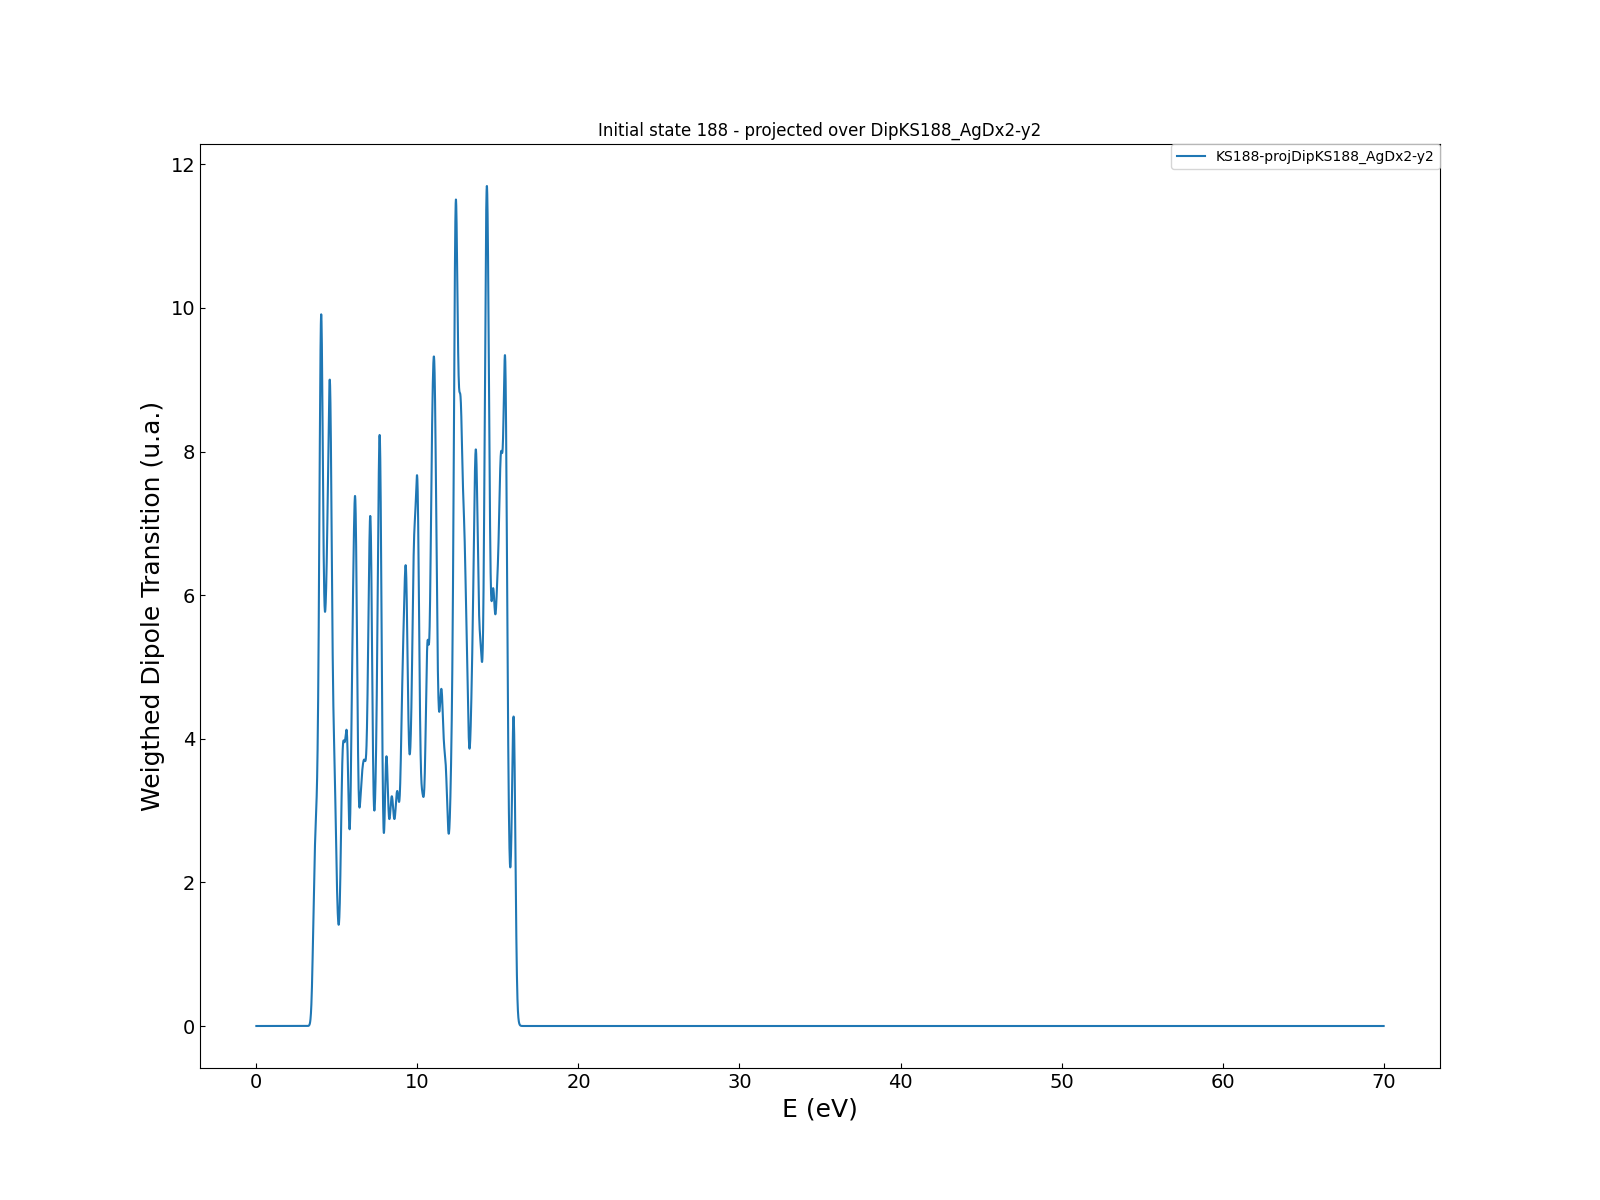 Initial state 188 - projected over DipKS188_AgDx2-y2
KS188-projDipKS188_AgDx2-y2
12
10
8
6
4
2
0
Weigthed Dipole Transition (u.a.)
0 10 20 30 40 50 60 70
E (eV)